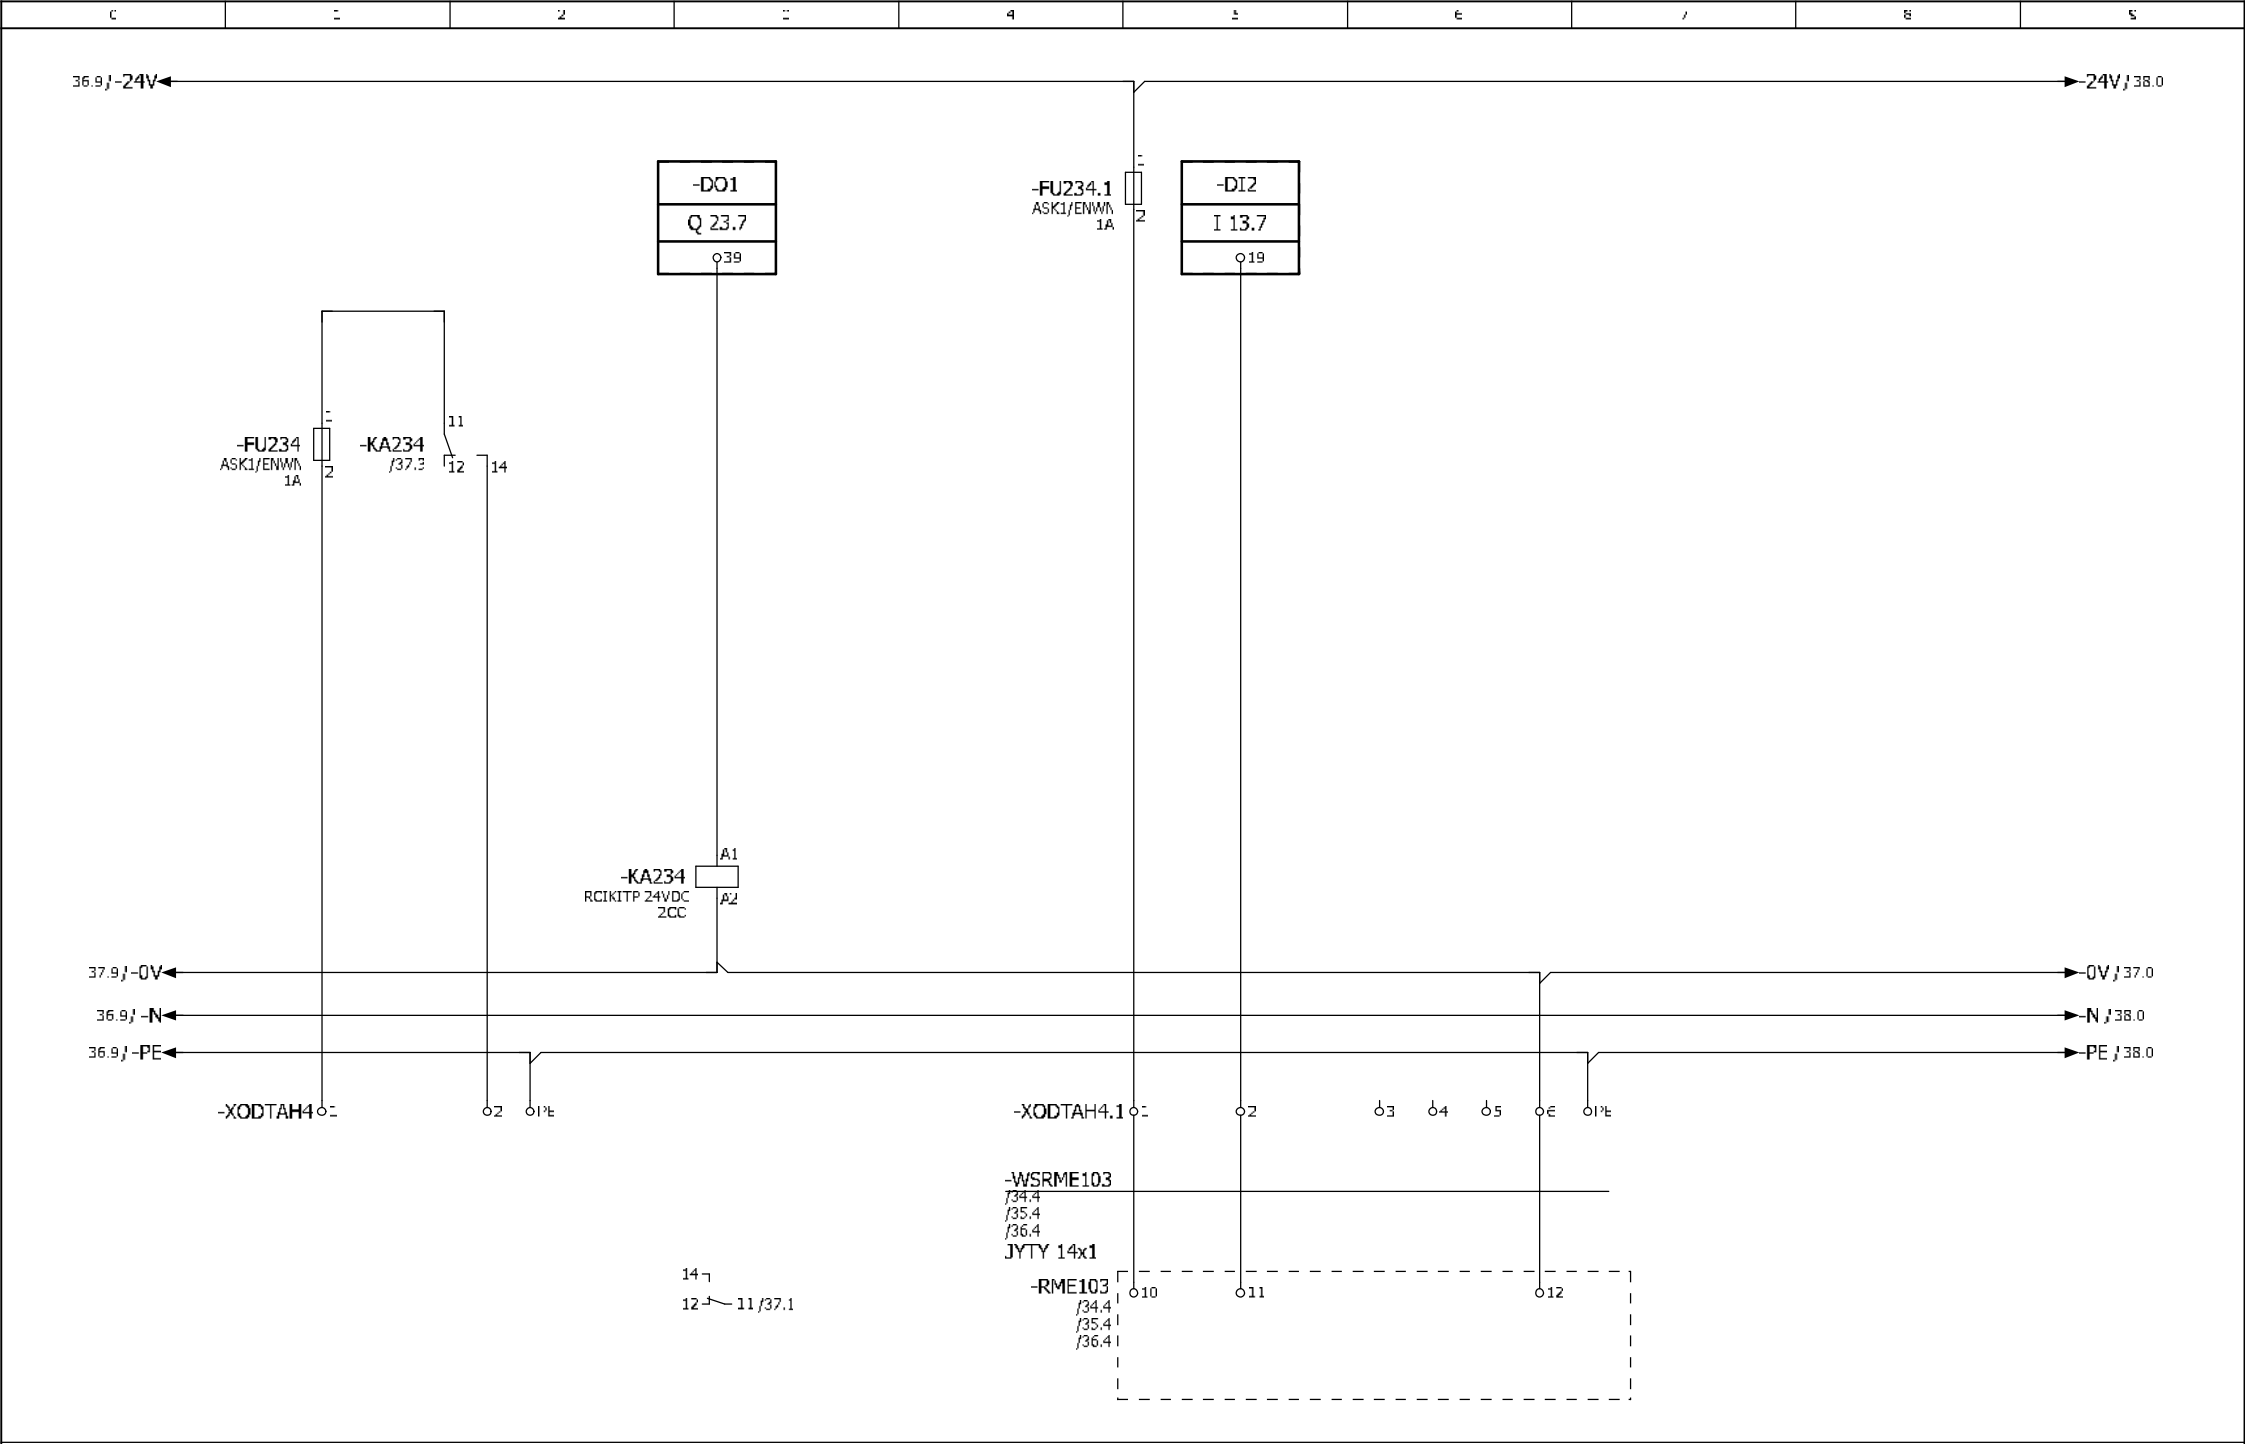 2
4
36.9 -24V
-24V 38.0
-DO1
Q 23.7
39
-FU234.1
ASK1/ENWN
1A
2
-DI2
I 13.7
19
-FU234
ASK1/ENWN
1A
2
-KA234
/37.3
11
12
14
A1
-KA234
RCIKITP 24VDC
2CO
A2
37.9 -0V
-0V 37.0
36.9 -N
-N 38.0
36.9 -PE
-PE 38.0
-XODTAH4
2
PE
-XODTAH4.1
2
3
4
5
6
PE
-WSRME103
/34.4
/35.4
/36.4
JYTY 14x1
-RME103
/34.4
/35.4
/36.4
10
11
12
14
12 11 /37.1